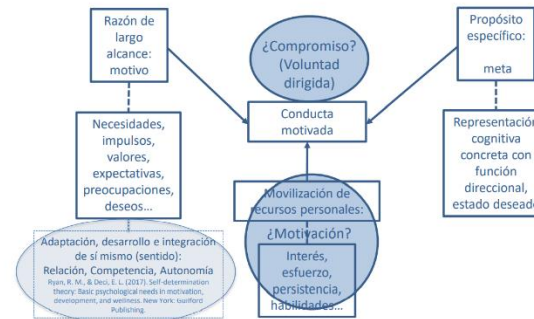 Razón de
largo
alcance:
motivo
¿Compromiso?
(Voluntad
dirigida)
Propósito
específico:
meta
Conducta
motivada
Necesidades,
impulsos,
valores,
expectativas,
preocupaciones,
deseos...
Representación
cognitiva
concreta con
función
direccional,
estado deseado
Movilización de
recursos personales:
¿Motivación?
Interés,
esfuerzo,
persistencia,
habilidades...
Adaptación, desarrollo e integración
de sí mismo (sentido):
Relación, Competencia, Autonomía
Ryan, R. M., & Deci, E. L. (2017). Self-determination
theory: Basic psychological needs in motivation,
development, and wellness. New York: Guilford
Publishing.